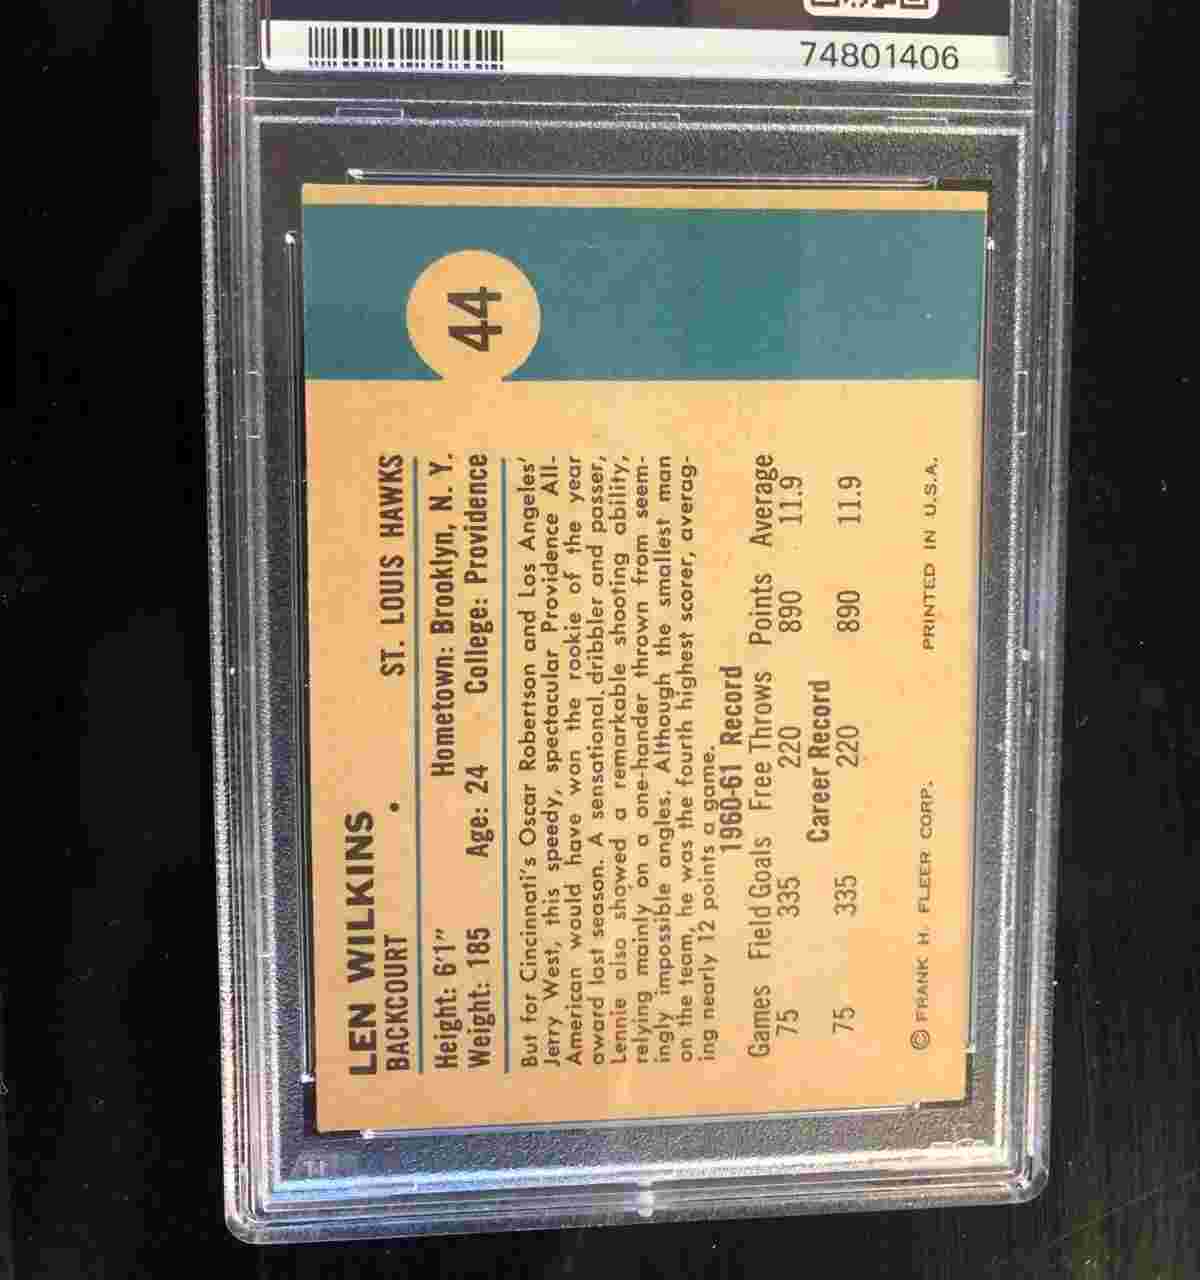 74801406
44
LEN WILKINS
BACKCOURT ST. LOUIS HAWKS
Height: 6'1" Hometown: Brooklyn, N. Y.
Weight: 185 Age: 24 College: Providence
But for Cincinnati's Oscar Robertson and Los Angeles'
Jerry West, this speedy, spectacular Providence All-
American would have won the rookie of the year
award last season. A sensational dribbler and passer,
Lennie also showed a remarkable shooting ability,
relying mainly on a one-hander thrown from seem-
ingly impossible angles. Although the smallest man
on the team, he was the fourth highest scorer, averag-
ing nearly 12 points a game.
1960-61 Record
Games Field Goals Free Throws Points Average
75 335 220 890 11.9
Career Record
75 335 220 890 11.9
© FRANK H. FLEER CORP. PRINTED IN U.S.A.